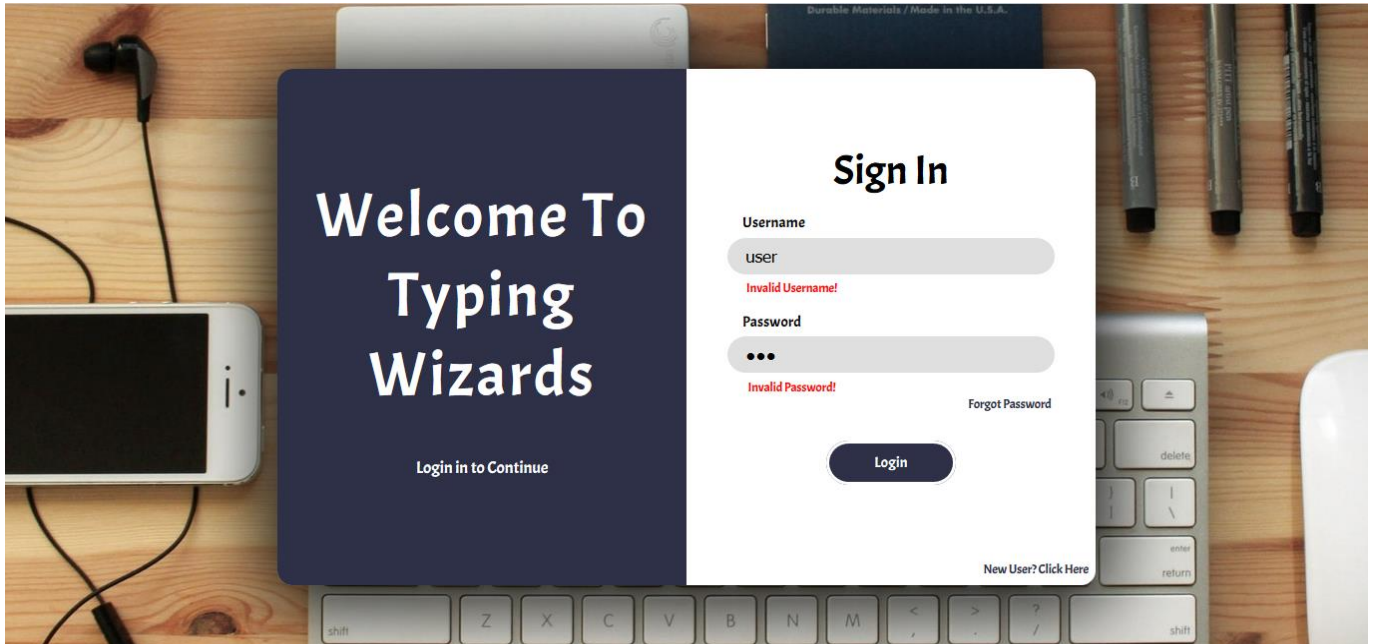 Durable Materials / Made in the U.S.A.
Welcome To
Typing
Wizards
Login in to Continue
Sign In
Username
user
Invalid Username!
Password
•••
Invalid Password!
Forgot Password
Login
New User? Click Here
F12
delete
}
]
|
\
enter
return
shift
Z
X
C
V
B
N
M
<
,
>
.
?
/
shift